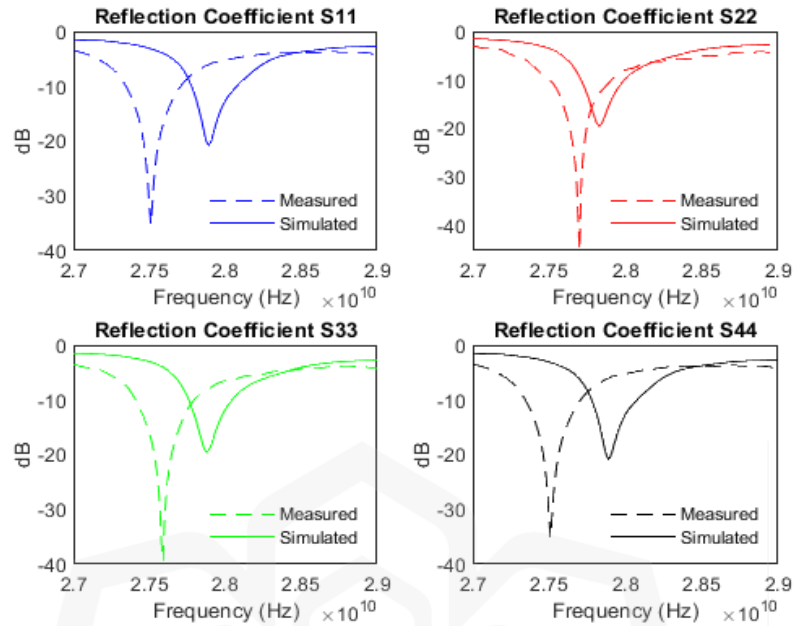 Reflection Coefficient S11
0
-10
-20
-30
-40
dB
Measured
Simulated
2.7 2.75 2.8 2.85 2.9
Frequency (Hz) ×10^10
Reflection Coefficient S22
0
-10
-20
-30
-40
dB
Measured
Simulated
2.7 2.75 2.8 2.85 2.9
Frequency (Hz) ×10^10
Reflection Coefficient S33
0
-10
-20
-30
-40
dB
Measured
Simulated
2.7 2.75 2.8 2.85 2.9
Frequency (Hz) ×10^10
Reflection Coefficient S44
0
-10
-20
-30
-40
dB
Measured
Simulated
2.7 2.75 2.8 2.85 2.9
Frequency (Hz) ×10^10